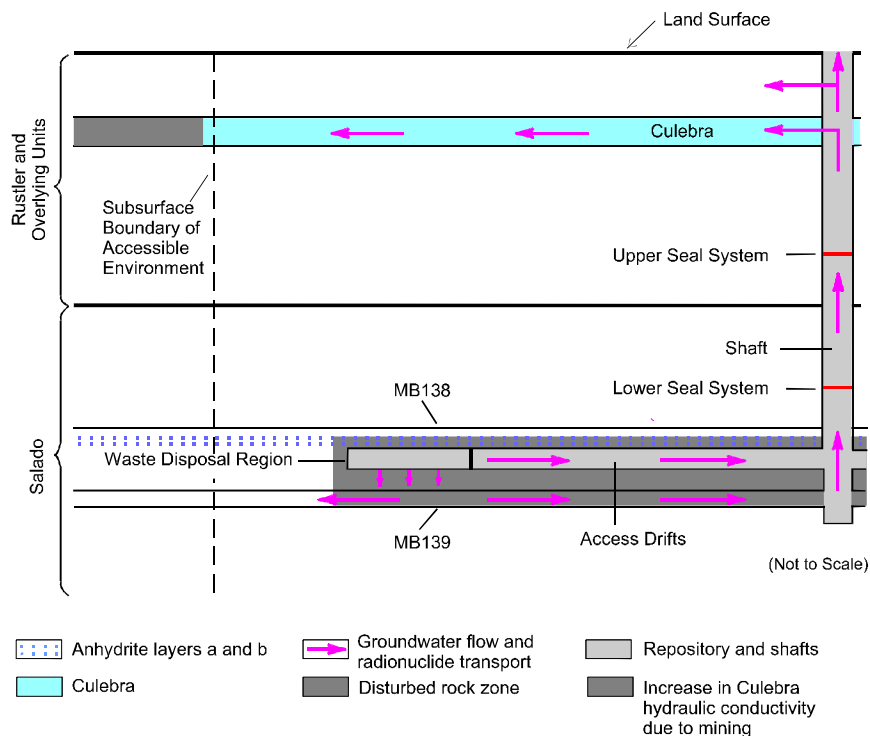 Land Surface
Culebra
Rustler and
Overlying Units
Subsurface
Boundary of
Accessible
Environment
Upper Seal System
Shaft
Lower Seal System
MB138
Salado
Waste Disposal Region
MB139
Access Drifts
(Not to Scale)
Anhydrite layers a and b
Groundwater flow and
radionuclide transport
Repository and shafts
Culebra
Disturbed rock zone
Increase in Culebra
hydraulic conductivity
due to mining